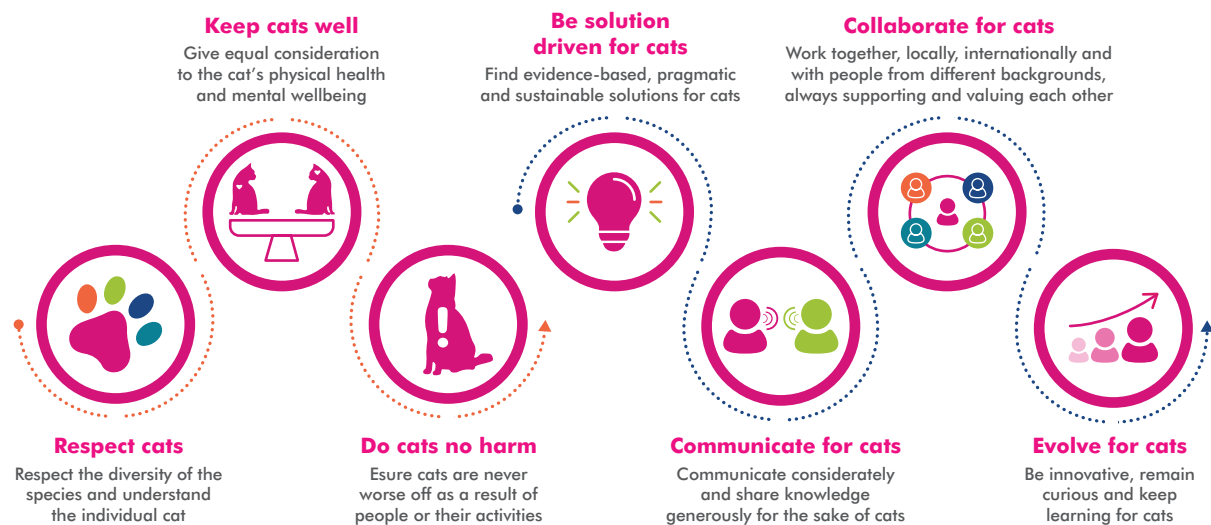 Keep cats well
Give equal consideration
to the cat's physical health
and mental wellbeing
Be solution
driven for cats
Find evidence-based, pragmatic
and sustainable solutions for cats
Collaborate for cats
Work together, locally, internationally and
with people from different backgrounds,
always supporting and valuing each other
Respect cats
Respect the diversity of the
species and understand
the individual cat
Do cats no harm
Esure cats are never
worse off as a result of
people or their activities
Communicate for cats
Communicate considerately
and share knowledge
generously for the sake of cats
Evolve for cats
Be innovative, remain
curious and keep
learning for cats